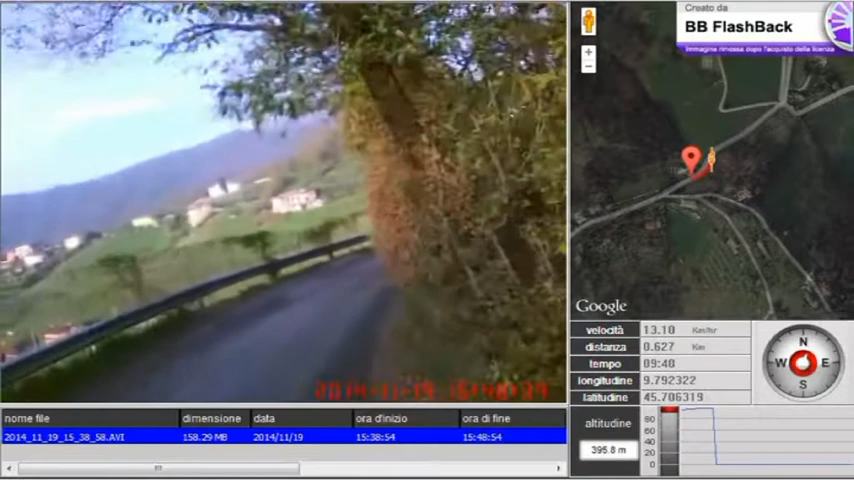 Creato da
BB FlashBack
Immagine rimossa dopo l'acquisto della licenza
+
-
Google
velocità 13.10 Km/hr
distanza 0.627 Km
tempo 09:40
longitudine 9.792322
latitudine 45.706319
N
W E
S
altitudine
395.8 m
80
60
40
20
0
nome file dimensione data ora d'inizio ora di fine
2014_11_19_15_38_58.AVI 158.29 MB 2014/11/19 15:38:54 15:48:54